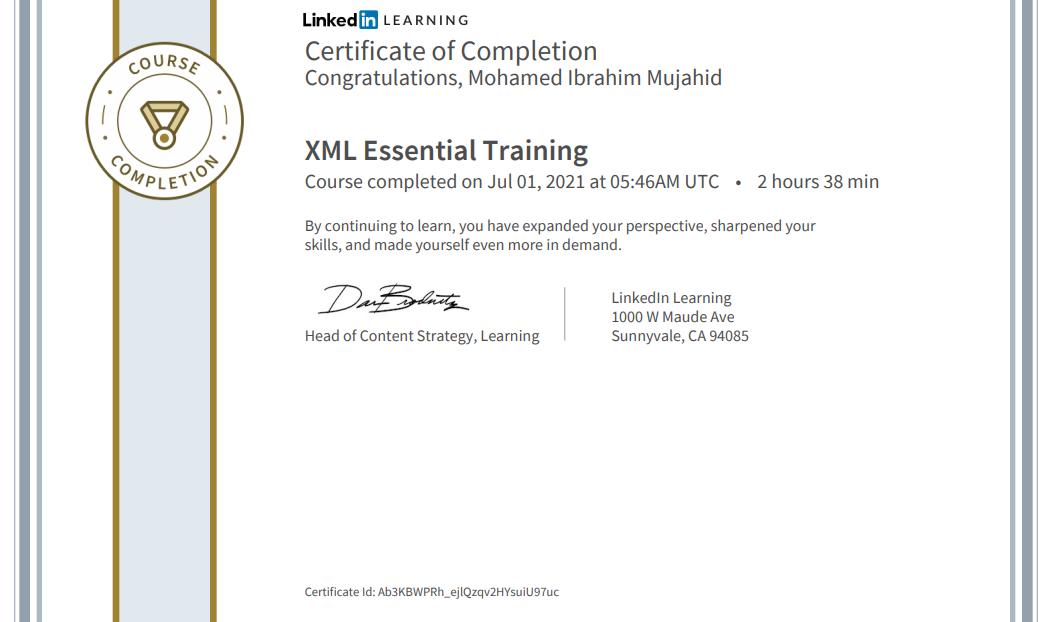 LinkedIn LEARNING
Certificate of Completion
Congratulations, Mohamed Ibrahim Mujahid
COURSE
COMPLETION
XML Essential Training
Course completed on Jul 01, 2021 at 05:46AM UTC • 2 hours 38 min
By continuing to learn, you have expanded your perspective, sharpened your
skills, and made yourself even more in demand.
Head of Content Strategy, Learning
LinkedIn Learning
1000 W Maude Ave
Sunnyvale, CA 94085
Certificate Id: Ab3KBWPRh_ejlQzqv2HYsuiU97uc